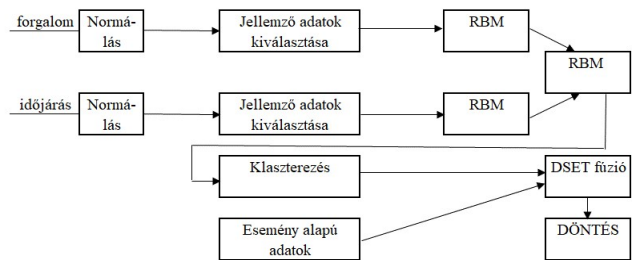 forgalom
Normá-
lás
Jellemző adatok
kiválasztása
RBM
RBM
időjárás
Normá-
lás
Jellemző adatok
kiválasztása
RBM
Klaszterezés
DSET fúzió
Esemény alapú
adatok
DÖNTÉS